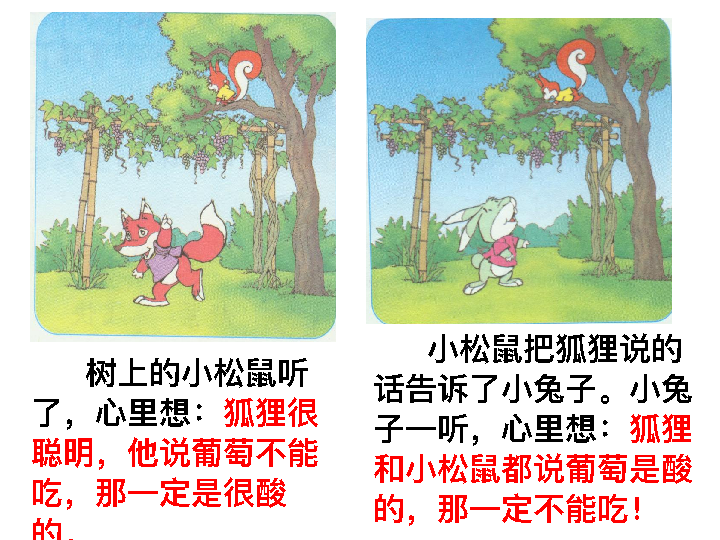 树上的小松鼠听
了，心里想：狐狸很
聪明，他说葡萄不能
吃，那一定是很酸
的。
小松鼠把狐狸说的
话告诉了小兔子。小兔
子一听，心里想：狐狸
和小松鼠都说葡萄是酸
的，那一定不能吃！